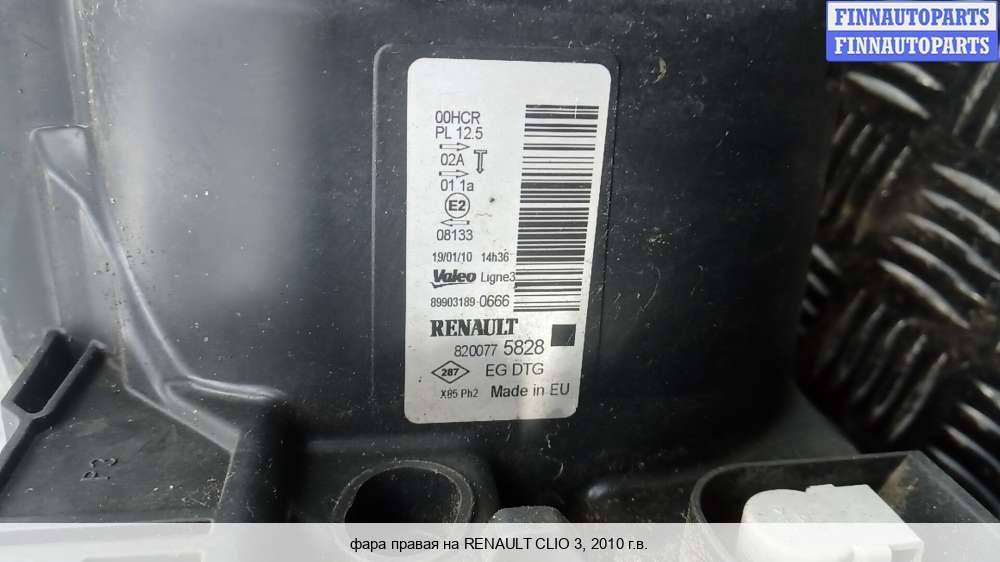 FINNAUTOPARTS
FINNAUTOPARTS
00HCR
PL 12.5
02A
01 1a
E2
08133
19/01/10 14h36
Valeo Ligne3
89903189 0666
RENAULT
820077 5828
287 EG DTG
X85 Ph2 Made in EU
P3
фара правая на RENAULT CLIO 3, 2010 г.в.